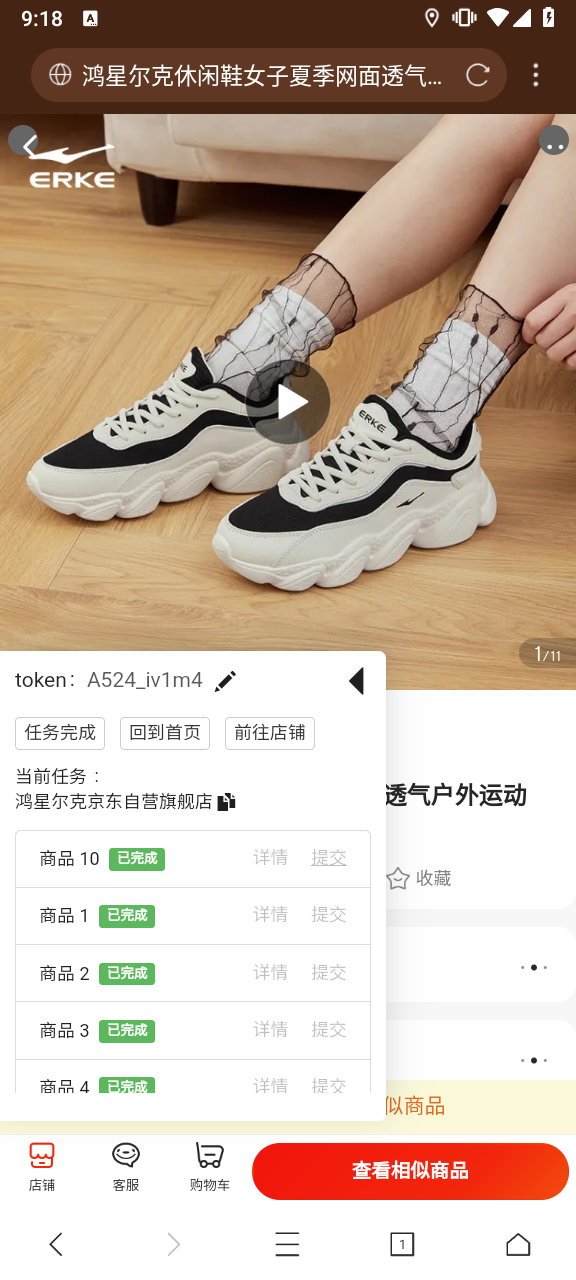 9:18
A
鸿星尔克休闲鞋女子夏季网面透气...
ERKE
ERKE
1/11
token: A524_iv1m4
任务完成 回到首页 前往店铺
当前任务：
鸿星尔克京东自营旗舰店
透气户外运动
商品 10 已完成 详情 提交
收藏
商品 1 已完成 详情 提交
商品 2 已完成 详情 提交
商品 3 已完成 详情 提交
商品 4 已完成 详情 提交
似商品
店铺 客服 购物车 查看相似商品
1